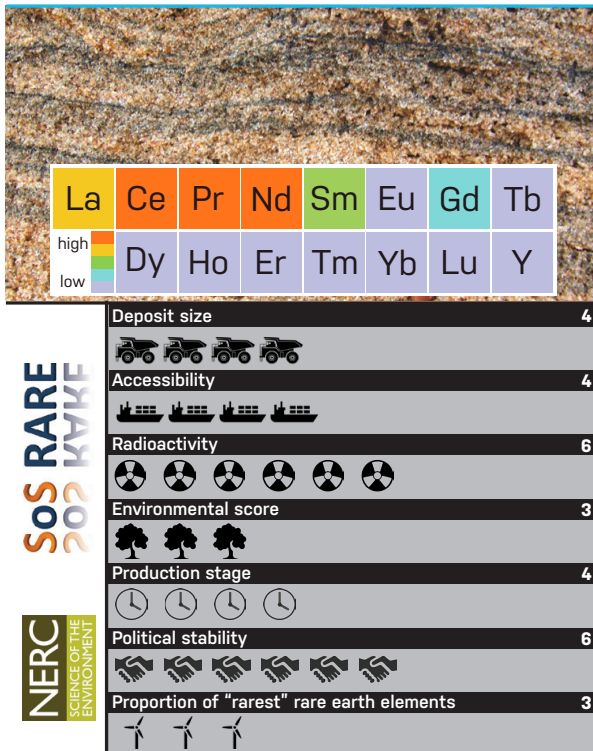 La Ce Pr Nd Sm Eu Gd Tb
high
low
Dy Ho Er Tm Yb Lu Y
Deposit size 4
Accessibility 4
Radioactivity 6
Environmental score 3
Production stage 4
Political stability 6
Proportion of “rarest” rare earth elements 3
SoS RARE
NERC
SCIENCE OF THE
ENVIRONMENT